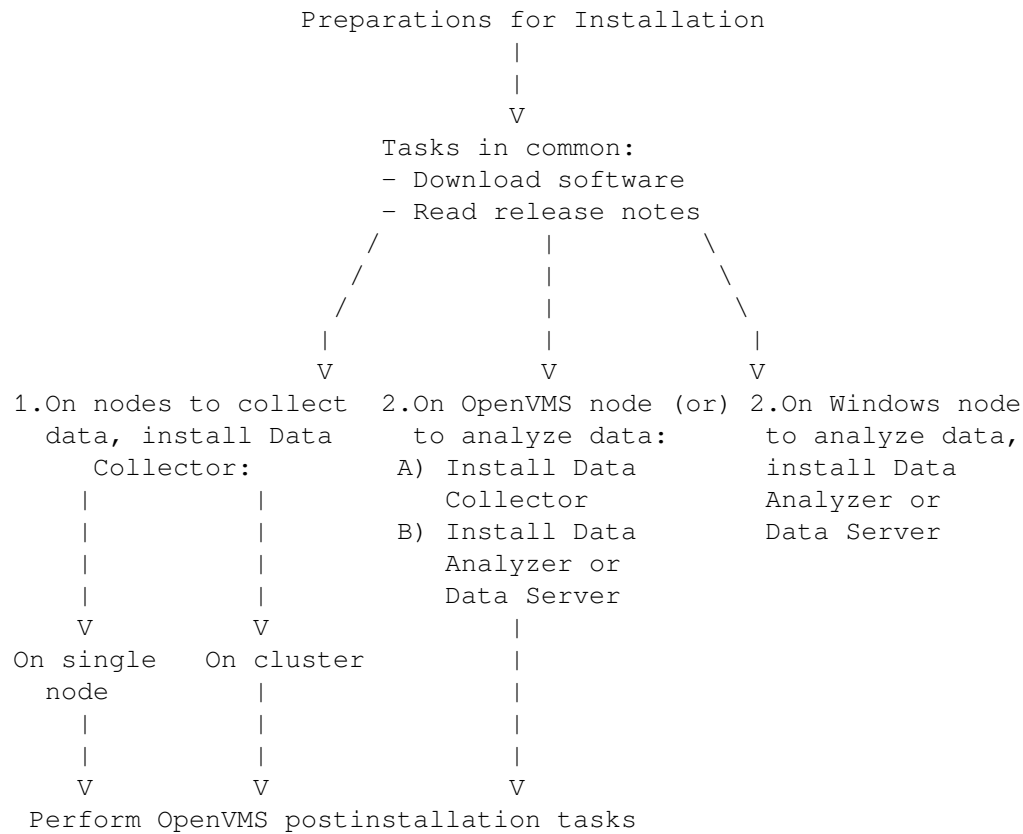 Preparations for Installation
|
|
V
Tasks in common:
- Download software
- Read release notes
/ | \
/ | \
/ | \
| | |
V V V
1.On nodes to collect 2.On OpenVMS node (or) 2.On Windows node
data, install Data to analyze data: to analyze data,
Collector: A) Install Data install Data
| | Collector Analyzer or
| | B) Install Data Data Server
| | Analyzer or
| | Data Server
V V |
On single On cluster |
node | |
| | |
| | |
V V V
Perform OpenVMS postinstallation tasks